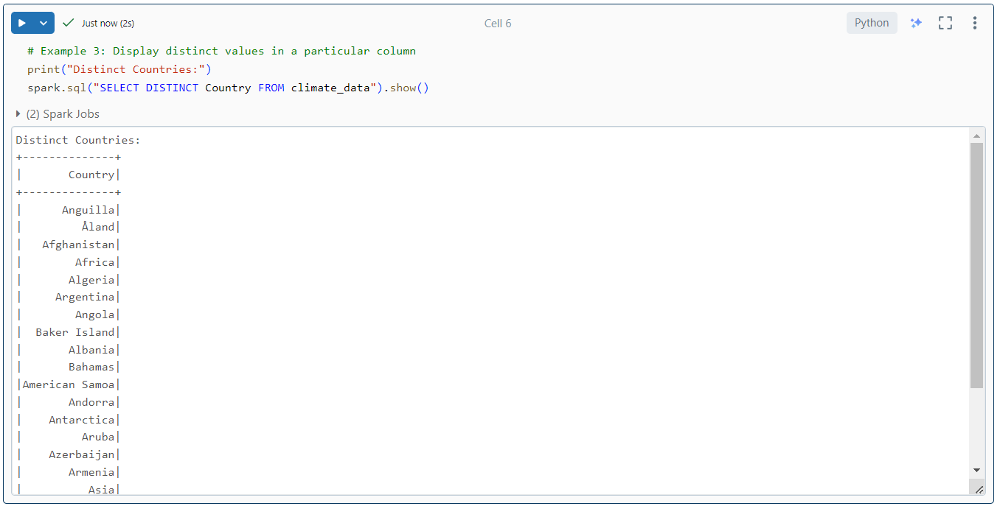 Just now (2s)
Cell 6
Python
# Example 3: Display distinct values in a particular column
print("Distinct Countries:")
spark.sql("SELECT DISTINCT Country FROM climate_data").show()
(2) Spark Jobs
Distinct Countries:
+--------------+
|       Country|
+--------------+
|      Anguilla|
|         Åland|
|   Afghanistan|
|        Africa|
|       Algeria|
|     Argentina|
|        Angola|
|  Baker Island|
|       Albania|
|       Bahamas|
|American Samoa|
|       Andorra|
|    Antarctica|
|         Aruba|
|    Azerbaijan|
|       Armenia|
|          Asia|